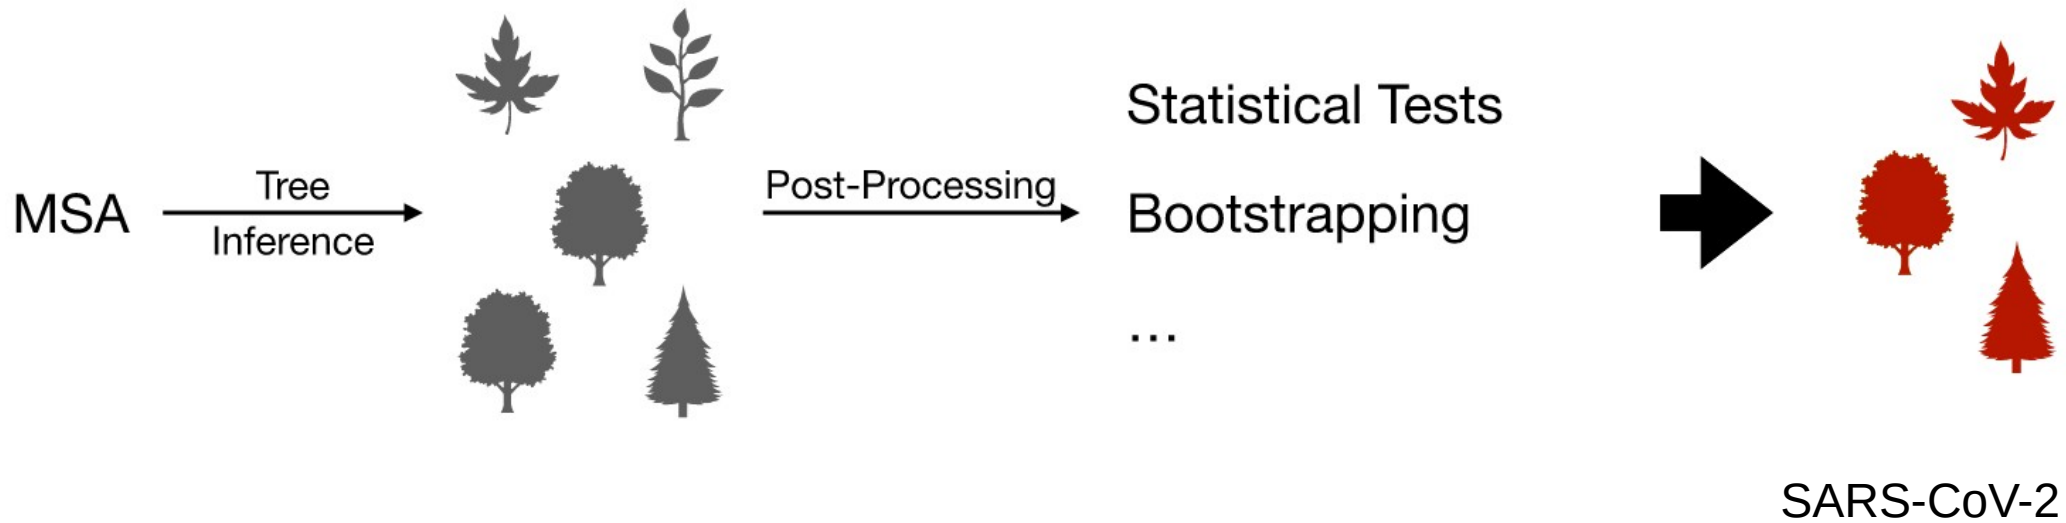 MSA
Tree
Inference
Post-Processing
Statistical Tests
Bootstrapping
...
SARS-CoV-2